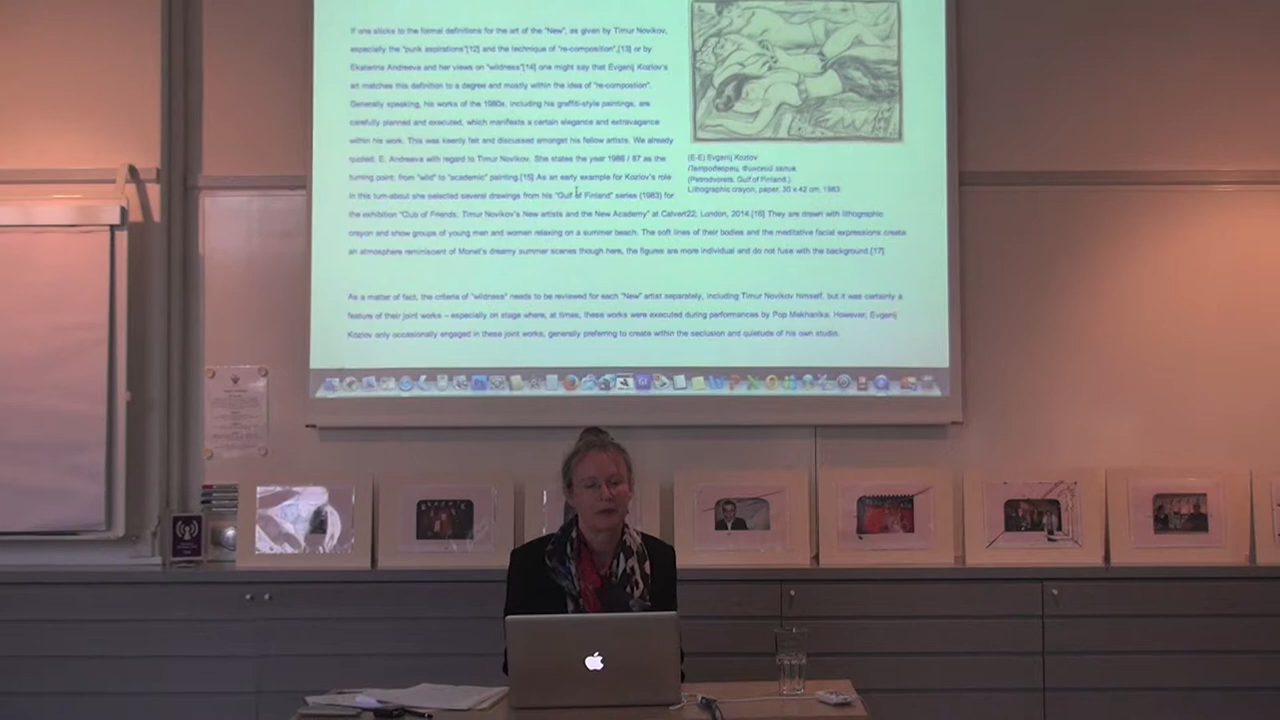 If one sticks to the formal definitions for the art of the "New", as given by Timur Novikov,
especially the "punk aspirations"[12] and the technique of "re-composition",[13] or by
Ekaterina Andreeva and her views on "wildness"[14] one might say that Evgenij Kozlov's
art matches this definition to a degree and mostly within the idea of "re-compostion".
Generally speaking, his works of the 1980s, including his graffiti-style paintings, are
carefully planned and executed, which manifests a certain elegance and extravagance
within his work. This was keenly felt and discussed amongst his fellow artists. We already
quoted, E. Andreeva with regard to Timur Novikov. She states the year 1986 / 87 as the
turning point, from "wild" to "academic" painting.[15] As an early example for Kozlov's role
in this turn-about she selected several drawings from his "Gulf of Finland" series (1983) for
the exhibition "Club of Friends, Timur Novikov's New artists and the New Academy" at Calvert22, London, 2014.[16] They are drawn with lithographic
crayon and show groups of young men and women relaxing on a summer beach. The soft lines of their bodies and the meditative facial expressions create
an atmosphere reminiscent of Monet's dreamy summer scenes though here, the figures are more individual and do not fuse with the background.[17]
(E-E) Evgenij Kozlov
Петродворец. Финский залив
(Petrodvorets. Gulf of Finland.)
Lithographic crayon, paper, 30 x 42 cm, 1983
As a matter of fact, the criteria of "wildness" needs to be reviewed for each "New" artist separately, including Timur Novikov himself, but it was certainly a
feature of their joint works – especially on stage where, at times, these works were executed during performances by Pop Mekhanika. However, Evgenij
Kozlov only occasionally engaged in these joint works, generally preferring to create within the seclusion and quietude of his own studio.